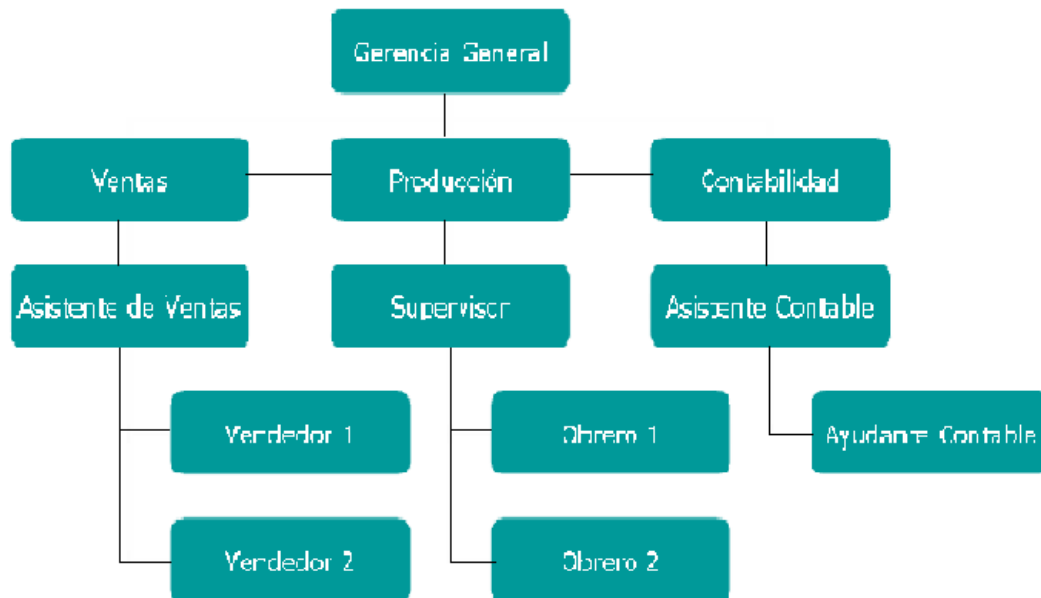 Gerencia General
Ventas
Producción
Contabilidad
Asistente de Ventas
Supervisor
Asistente Contable
Vendedor 1
Obrero 1
Ayudante Contable
Vendedor 2
Obrero 2